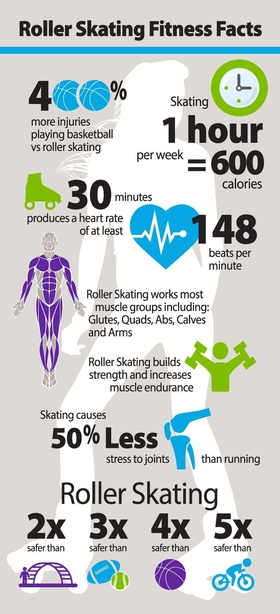 Roller Skating Fitness Facts
400%
more injuries
playing basketball
vs roller skating
Skating
1 hour
per week
= 600
calories
30 minutes
produces a heart rate
of at least
148
beats per
minute
Roller Skating works most
muscle groups including:
Glutes, Quads, Abs, Calves
and Arms
Roller Skating builds
strength and increases
muscle endurance
Skating causes
50% Less
stress to joints than running
Roller Skating
2x 3x 4x 5x
safer than safer than safer than safer than